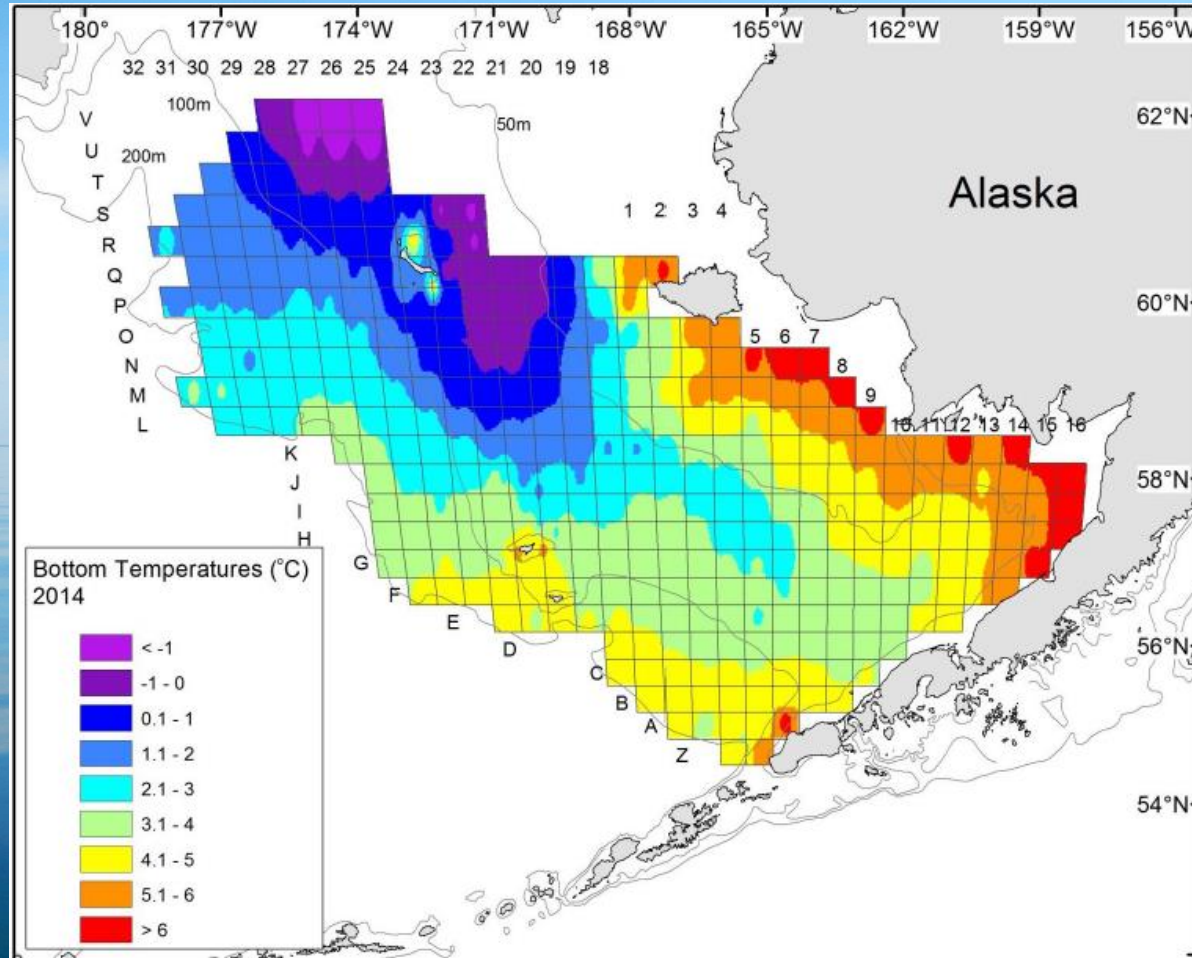 180° 177°W 174°W 171°W 168°W 165°W 162°W 159°W 156°W
32 31 30 29 28 27 26 25 24 23 22 21 20 19 18
100m
50m
200m
62°N
V
U
T
S
R
Q
P
O
N
M
L
K
J
I
H
G
F
E
D
C
B
A
Z
Alaska
1 2 3 4
60°N
5 6 7
8
9
10 11 12 13 14 15 16
58°N
56°N
54°N
Bottom Temperatures (°C)
2014
< -1
-1 - 0
0.1 - 1
1.1 - 2
2.1 - 3
3.1 - 4
4.1 - 5
5.1 - 6
> 6